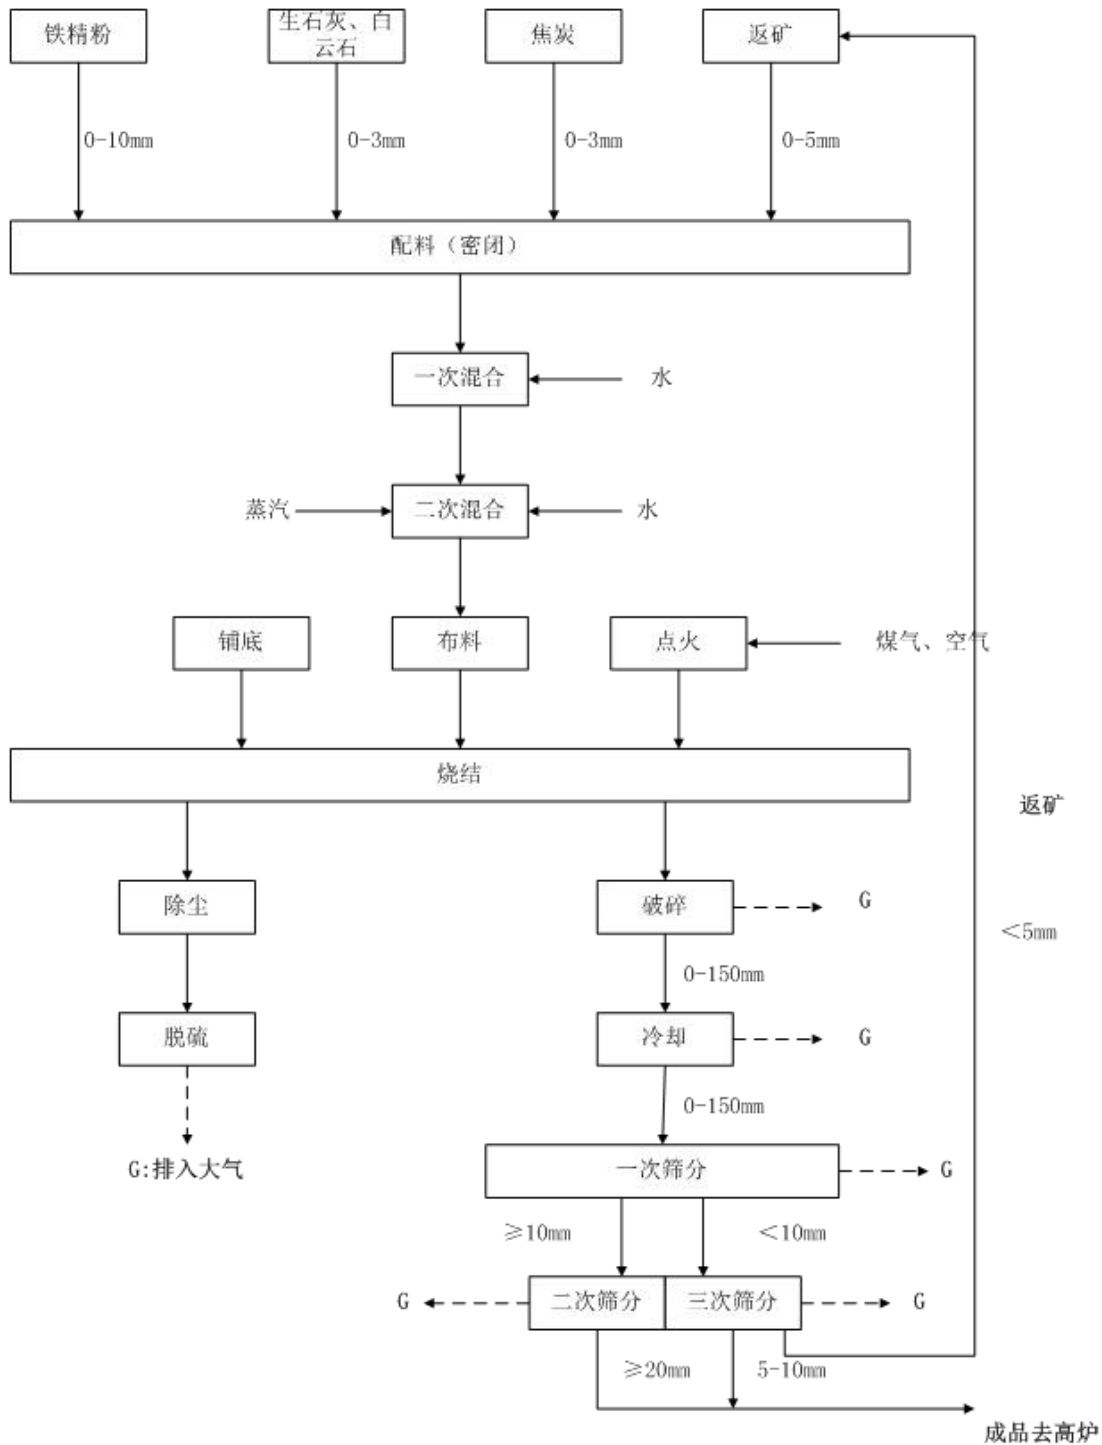 铁精粉
生石灰、白
云石
焦炭
返矿
0-10mm
0-3mm
0-3mm
0-5mm
配料（密闭）
一次混合
水
蒸汽
二次混合
水
铺底
布料
点火
煤气、空气
烧结
返矿
除尘
破碎
G
<5mm
0-150mm
脱硫
冷却
G
0-150mm
G:排入大气
一次筛分
G
≥10mm
<10mm
G
二次筛分
三次筛分
G
≥20mm
5-10mm
成品去高炉